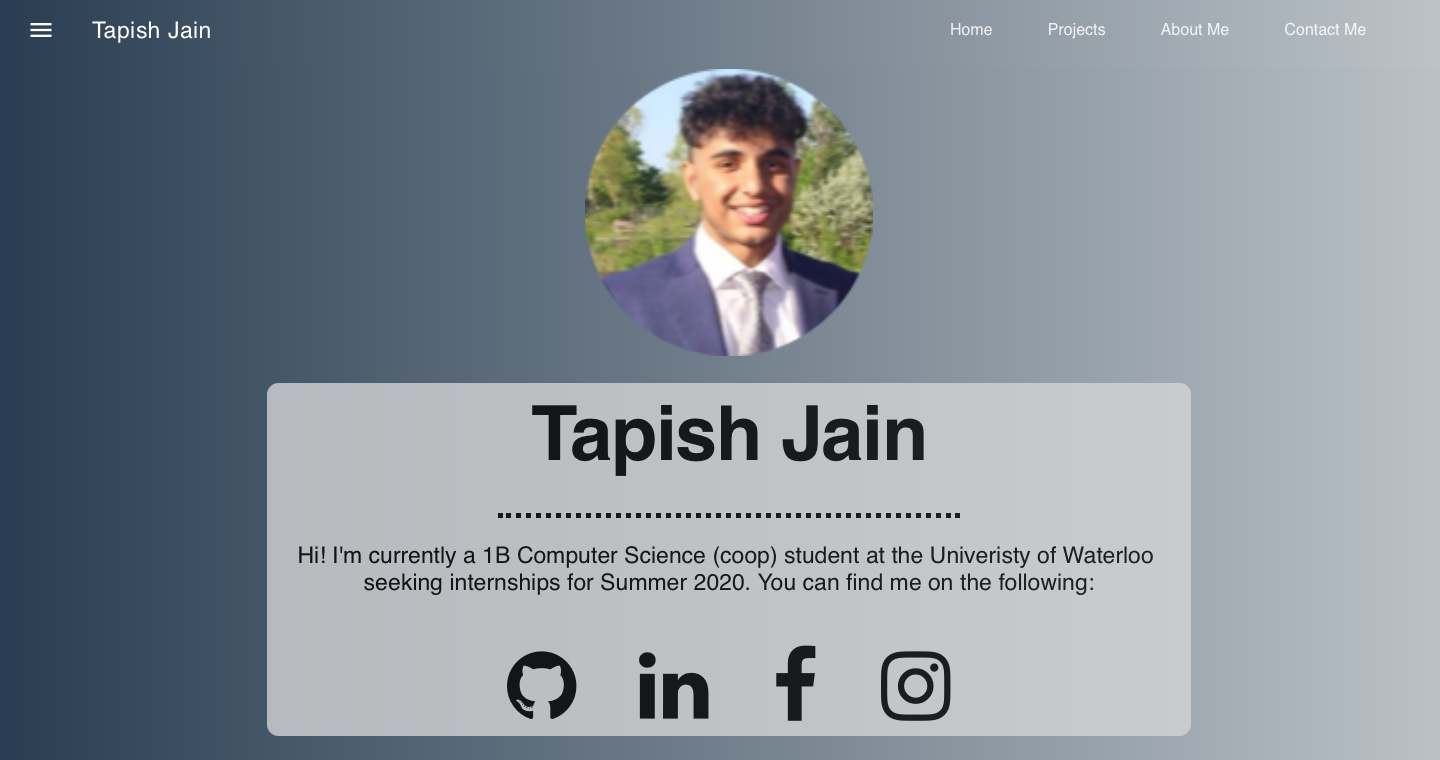 Tapish Jain
Home
Projects
About Me
Contact Me
Tapish Jain
Hi! I'm currently a 1B Computer Science (coop) student at the Univeristy of Waterloo
seeking internships for Summer 2020. You can find me on the following:
in
f